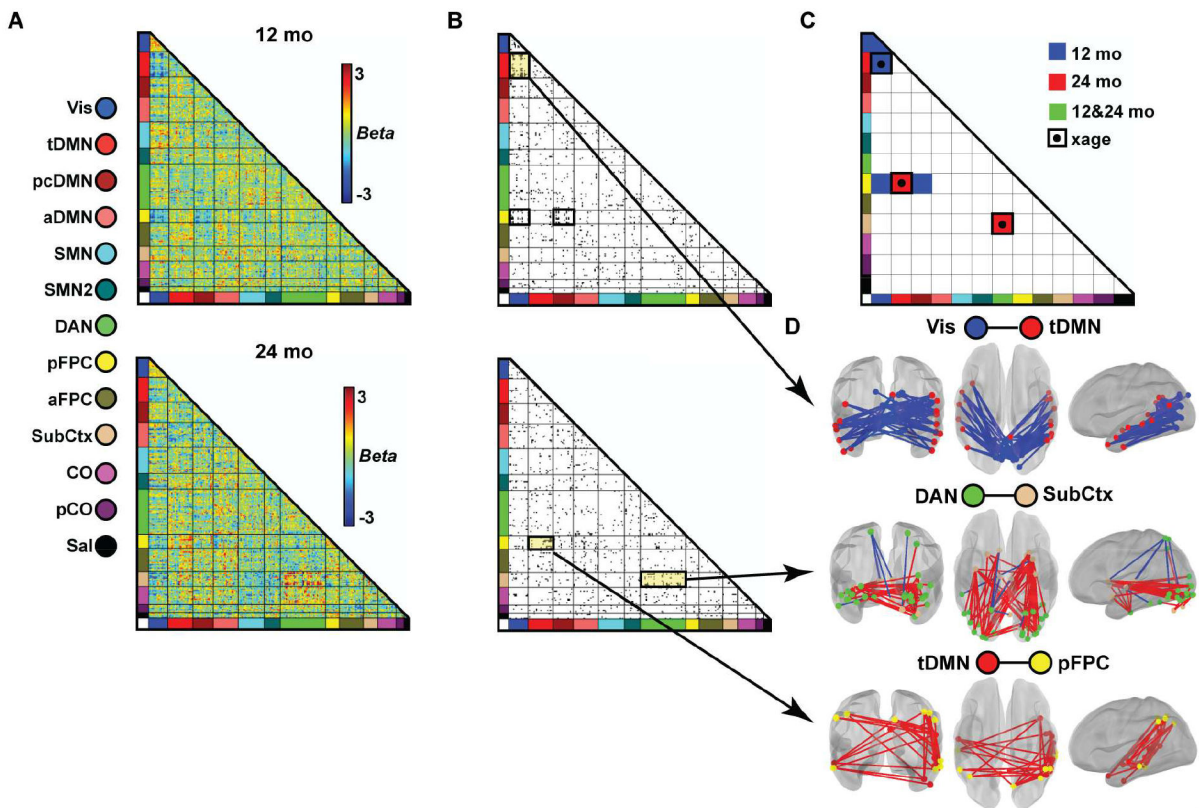 A
B
C
12 mo
3
Beta
-3
12 mo
24 mo
12&24 mo
xage
Vis
tDMN
pcDMN
aDMN
SMN
SMN2
DAN
pFPC
aFPC
SubCtx
CO
pCO
Sal
24 mo
3
Beta
-3
D
Vis
tDMN
DAN
SubCtx
tDMN
pFPC